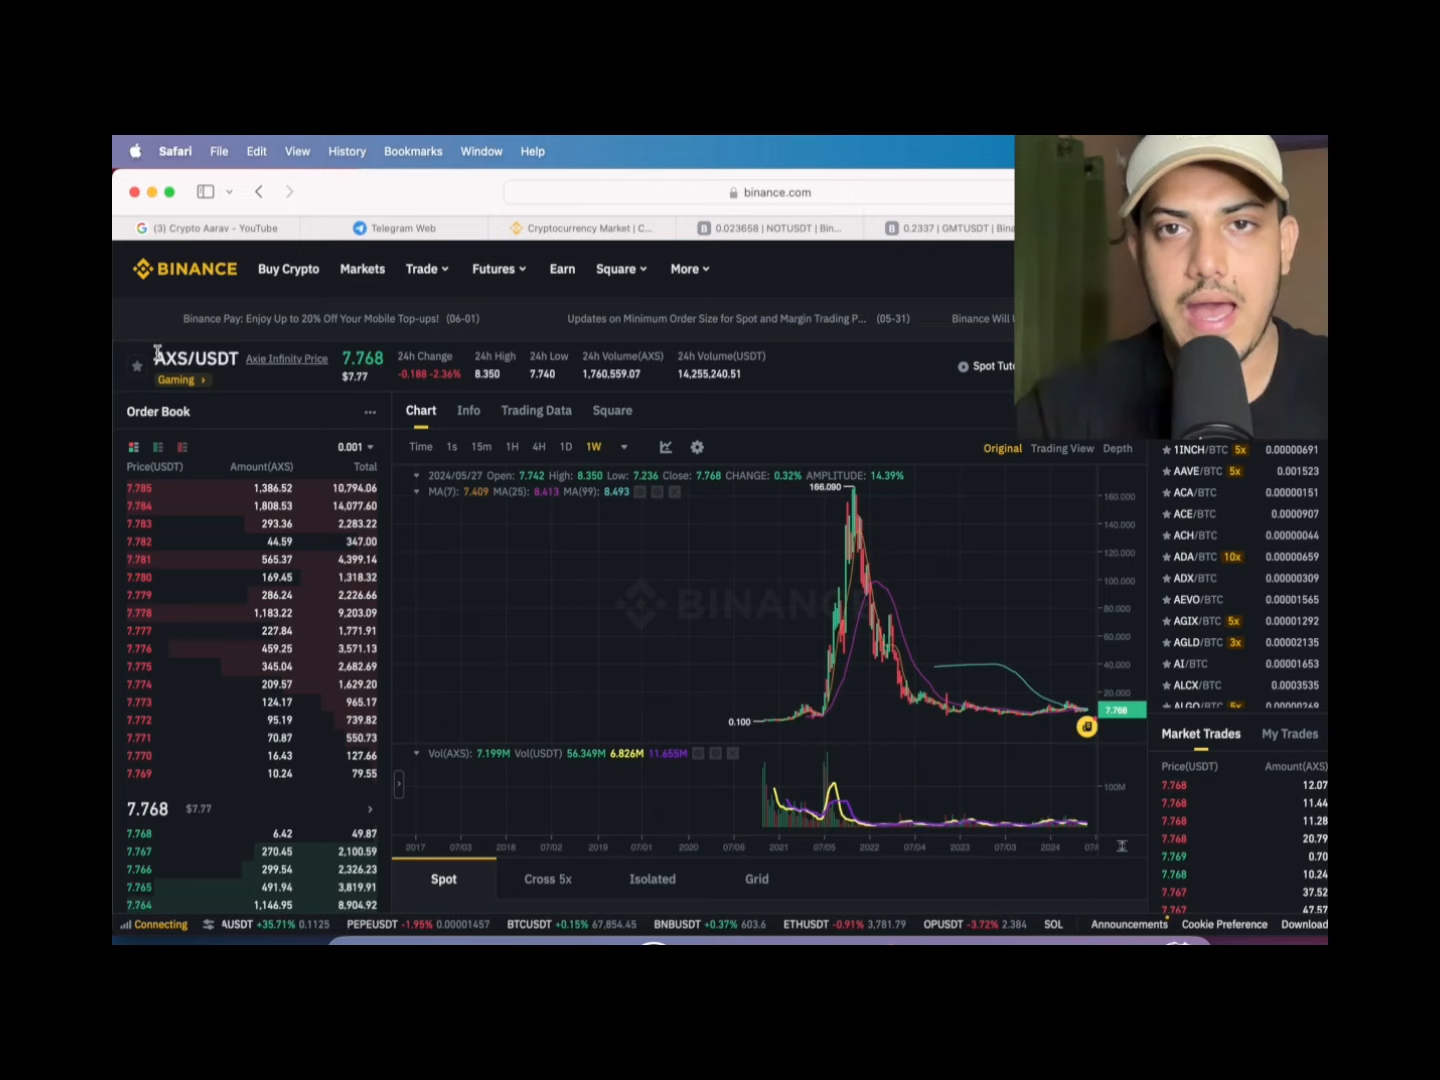 Safari File Edit View History Bookmarks Window Help
binance.com
(3) Crypto Aarav - YouTube Telegram Web Cryptocurrency Market | C... 0.023658 | NOTUSDT | Bin... 0.2337 | GMTUSDT | Bina
BINANCE Buy Crypto Markets Trade Futures Earn Square More
Binance Pay: Enjoy Up to 20% Off Your Mobile Top-ups! (06-01) Updates on Minimum Order Size for Spot and Margin Trading P... (05-31) Binance Will
AXS/USDT Axie Infinity Price 7.768 24h Change 24h High 24h Low 24h Volume(AXS) 24h Volume(USDT)
Gaming $7.77 -0.188 -2.36% 8.350 7.740 1,760,559.07 14,255,240.51 Spot Tut
Order Book ... Chart Info Trading Data Square
0.001 Time 1s 15m 1H 4H 1D 1W Original Trading View Depth
Price(USDT) Amount(AXS) Total
2024/05/27 Open: 7.742 High: 8.350 Low: 7.236 Close: 7.768 CHANGE: 0.32% AMPLITUDE: 14.39%
MA(7): 7.409 MA(25): 8.413 MA(99): 8.493
7.785 1,386.52 10,794.06
7.784 1,808.53 14,077.60
7.783 293.36 2,283.22
7.782 44.59 347.00
7.781 565.37 4,399.14
7.780 169.45 1,318.32
7.779 286.24 2,226.66
7.778 1,183.22 9,203.09
7.777 227.84 1,771.91
7.776 459.25 3,571.13
7.775 345.04 2,682.69
7.774 209.57 1,629.20
7.773 124.17 965.17
7.772 95.19 739.82
7.771 70.87 550.73
7.770 16.43 127.66
7.769 10.24 79.55
7.768 $7.77
7.768 6.42 49.87
7.767 270.45 2,100.59
7.766 299.54 2,326.23
7.765 491.94 3,819.91
7.764 1,146.95 8,904.92
166.090
160.000
140.000
120.000
100.000
BINAN
80.000
60.000
40.000
20.000
7.768
0.100
Vol(AXS): 7.199M Vol(USDT) 56.349M 6.826M 11.655M
100M
2017 07/03 2018 07/02 2019 07/01 2020 07/06 2021 07/05 2022 07/04 2023 07/03 2024
Spot Cross 5x Isolated Grid
1INCH/BTC 5x 0.00000691
AAVE/BTC 5x 0.001523
ACA/BTC 0.00000151
ACE/BTC 0.0000907
ACH/BTC 0.00000044
ADA/BTC 10x 0.00000659
ADX/BTC 0.00000309
AEVO/BTC 0.00001565
AGIX/BTC 5x 0.00001292
AGLD/BTC 3x 0.00002135
AI/BTC 0.00001653
ALCX/BTC 0.0003535
ALGO/BTC 5x 0.00000269
Market Trades My Trades
Price(USDT) Amount(AXS)
7.768 12.07
7.768 11.44
7.768 11.28
7.768 20.79
7.769 0.70
7.768 10.24
7.767 37.52
7.767 47.57
Connecting AUSDT +35.71% 0.1125 PEPEUSDT -1.95% 0.00001457 BTCUSDT +0.15% 67,854.45 BNBUSDT +0.37% 603.6 ETHUSDT -0.91% 3,781.79 OPUSDT -3.72% 2.384 SOL Announcements Cookie Preference Download